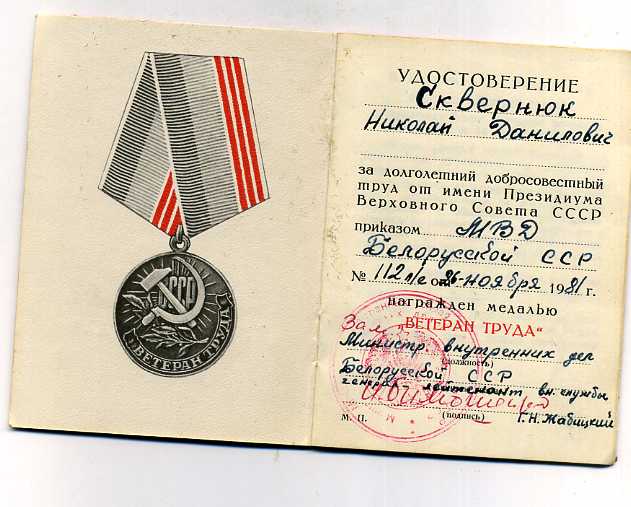 СССР
ВЕТЕРАН ТРУДА
УДОСТОВЕРЕНИЕ
Сквернюк
Николай Данилович
за долголетний добросовестный
труд от имени Президиума
Верховного Совета СССР
приказом МВД
Белорусской ССР
№ 112 л/с от 26 ноября 1981 г.
награжден медалью
Зам. „ВЕТЕРАН ТРУДА“
Министр внутренних дел
(должность)
Белорусской ССР
генерал лейтенант вн. службы
М. П. (подпись) Г.Н. Жабицкий